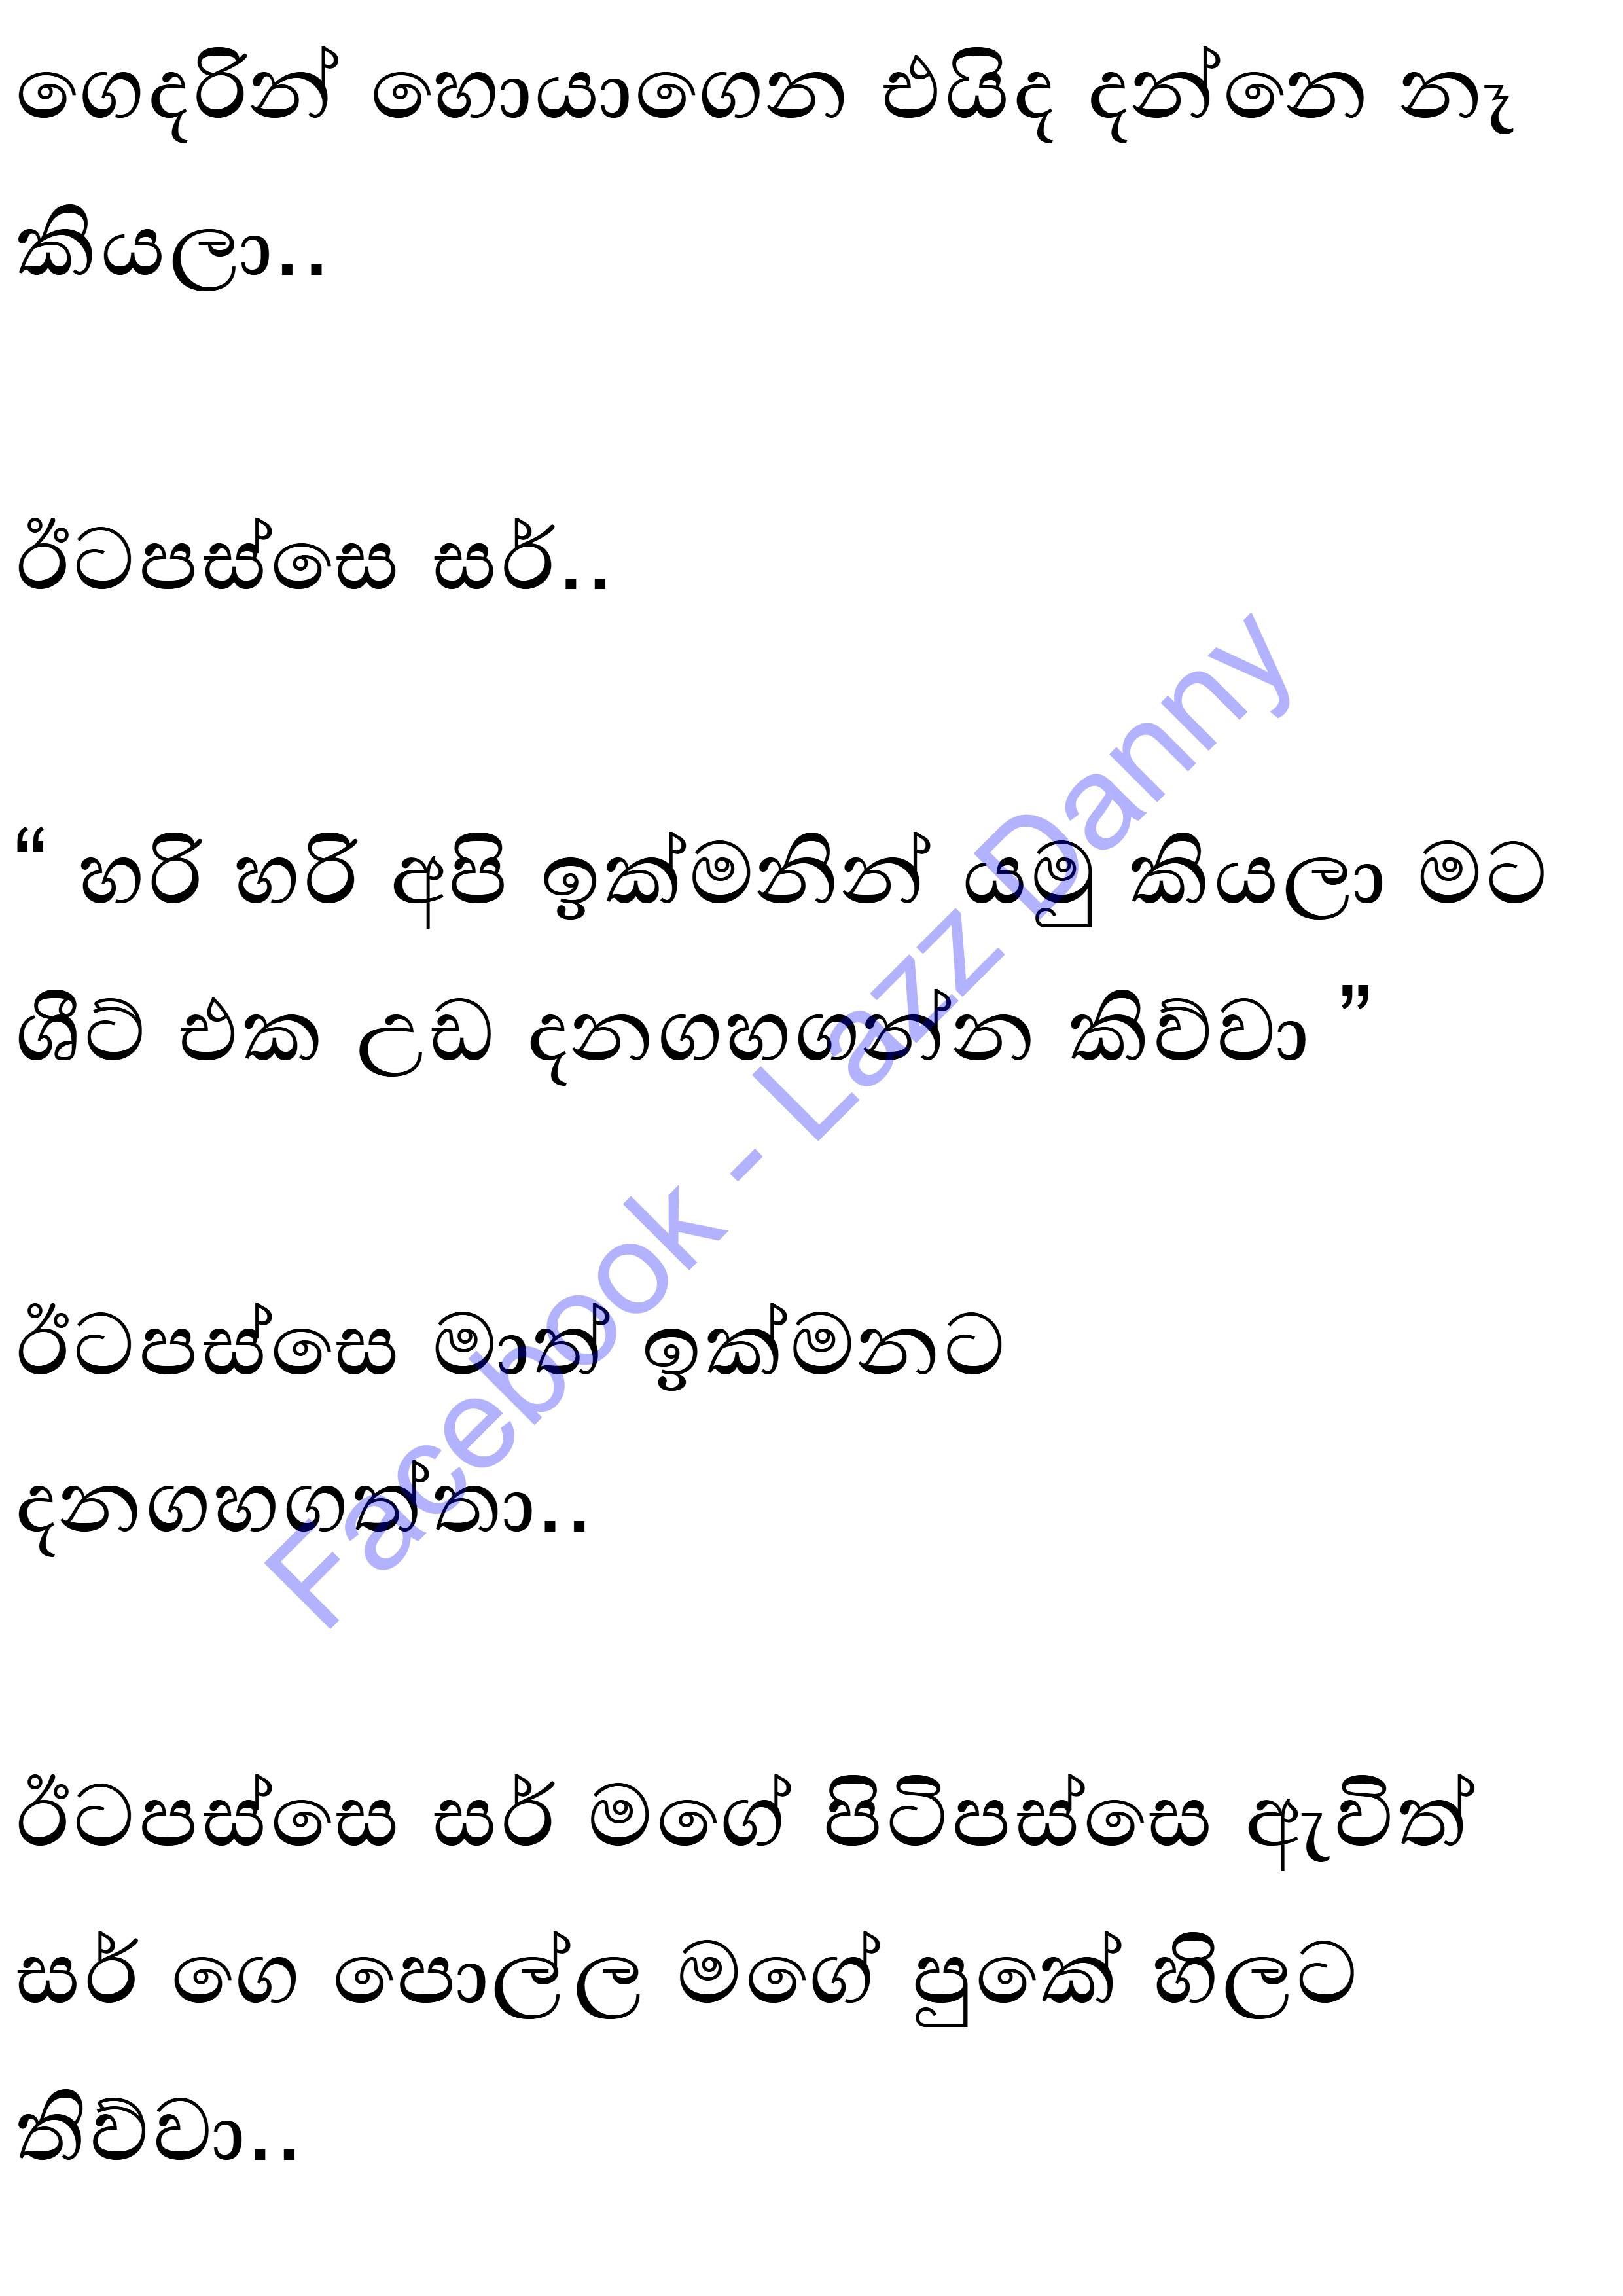 ගෙදරින් හොයාගෙන එයිද දන්නෙ නෑ
කියලා..
ඊටපස්සෙ සර්..
“ හරි හරි අපි ඉක්මනින් යමු කියලා මට
ශීට් එක උඩ දනගහගන්න කිව්වා ”
ඊටපස්සෙ මාත් ඉක්මනට
දනගහගත්තා..
ඊටපස්සෙ සර් මගේ පිටිපස්සෙ ඇවිත්
සර් ගෙ පොල්ල මගේ පුකේ හිලට
තිව්වා..
Facebook - Lazz Danny